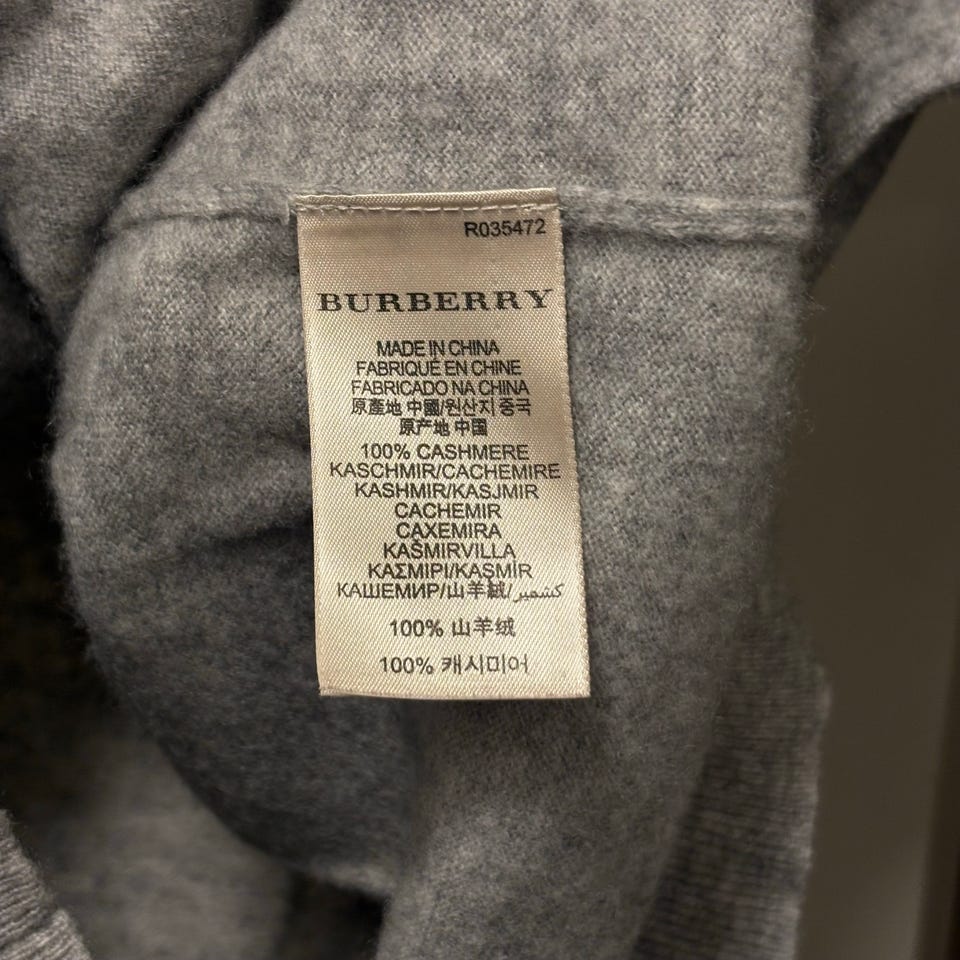 R035472
BURBERRY
MADE IN CHINA
FABRIQUÉ EN CHINE
FABRICADO NA CHINA
原產地 中國/원산지 중국
原产地 中国
100% CASHMERE
KASCHMIR/CACHEMIRE
KASHMIR/KASJMIR
CACHEMIR
CAXEMIRA
KAŠMIRVILLA
ΚΑΣΜΙΡΙ/KAŞMİR
КАШЕМИР/山羊絨/كشمير
100% 山羊绒
100% 캐시미어